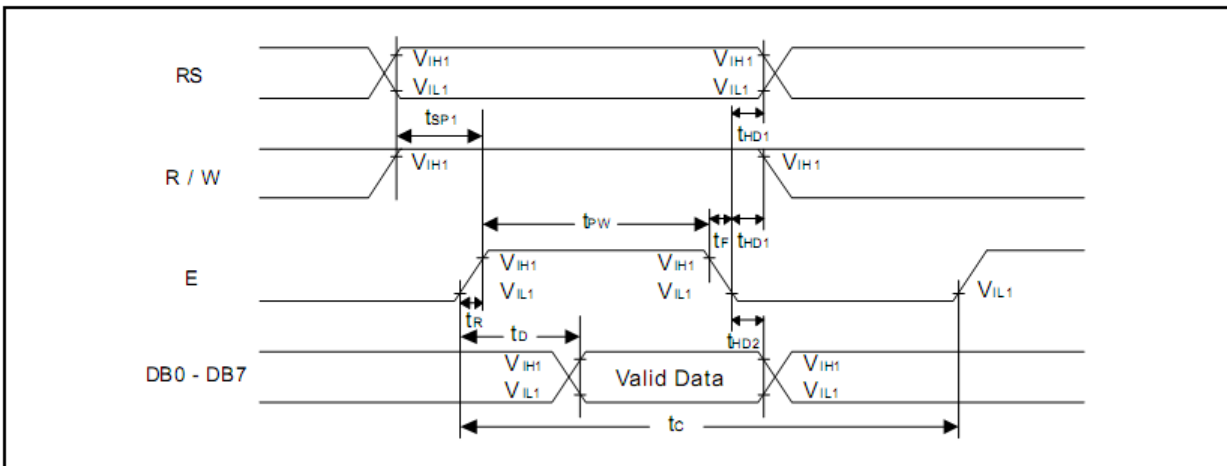 RS
VIH1
VIL1
VIH1
VIL1
tSP1
tHD1
R / W
VIH1
VIH1
tPW
tF
tHD1
E
VIH1
VIL1
VIH1
VIL1
VIL1
tR
tD
tHD2
DB0 - DB7
VIH1
VIL1
Valid Data
VIH1
VIL1
tC